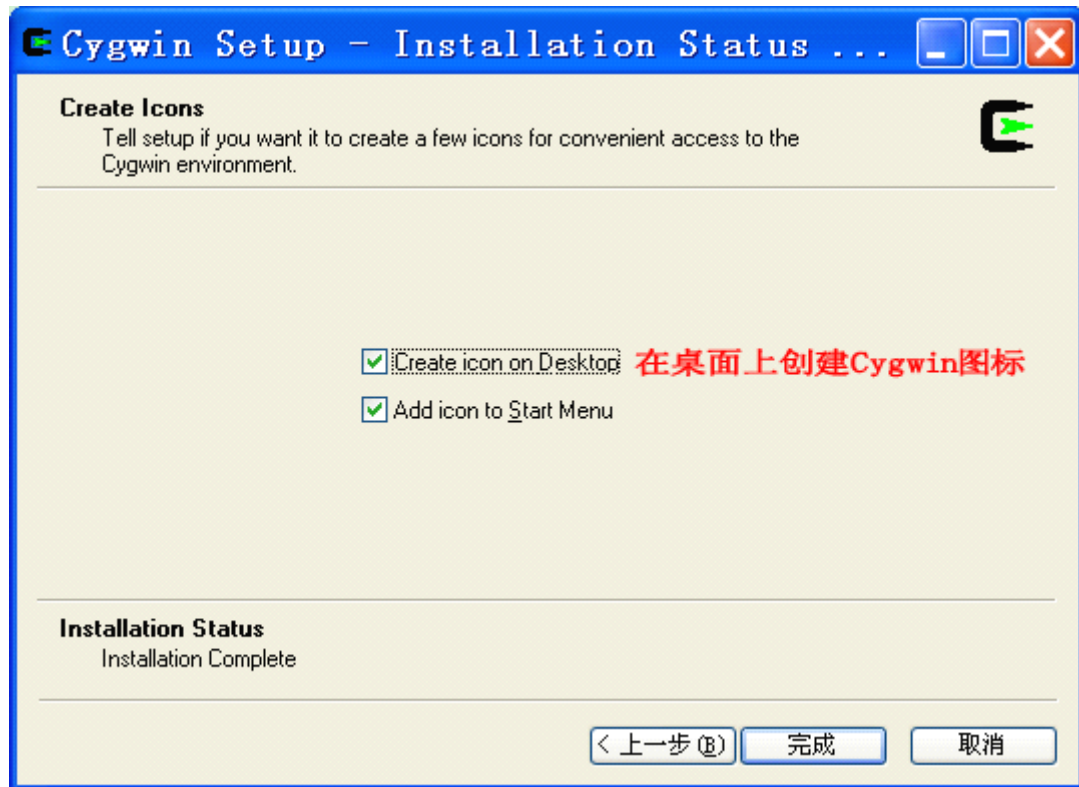 Cygwin Setup - Installation Status ...
Create Icons
Tell setup if you want it to create a few icons for convenient access to the
Cygwin environment.
Create icon on Desktop 在桌面上创建Cygwin图标
Add icon to Start Menu
Installation Status
Installation Complete
< 上一步(B) 完成 取消